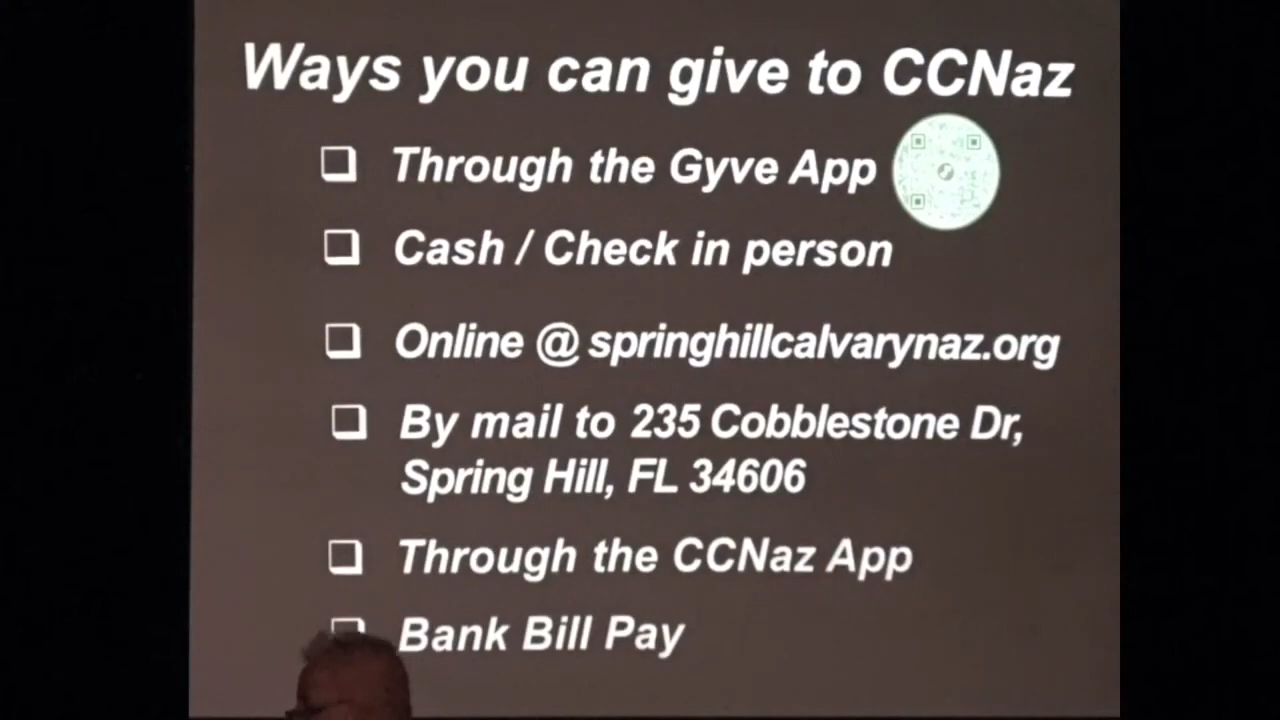 Ways you can give to CCNaz
Through the Gyve App
Cash / Check in person
Online @ springhillcalvarynaz.org
By mail to 235 Cobblestone Dr,
Spring Hill, FL 34606
Through the CCNaz App
Bank Bill Pay